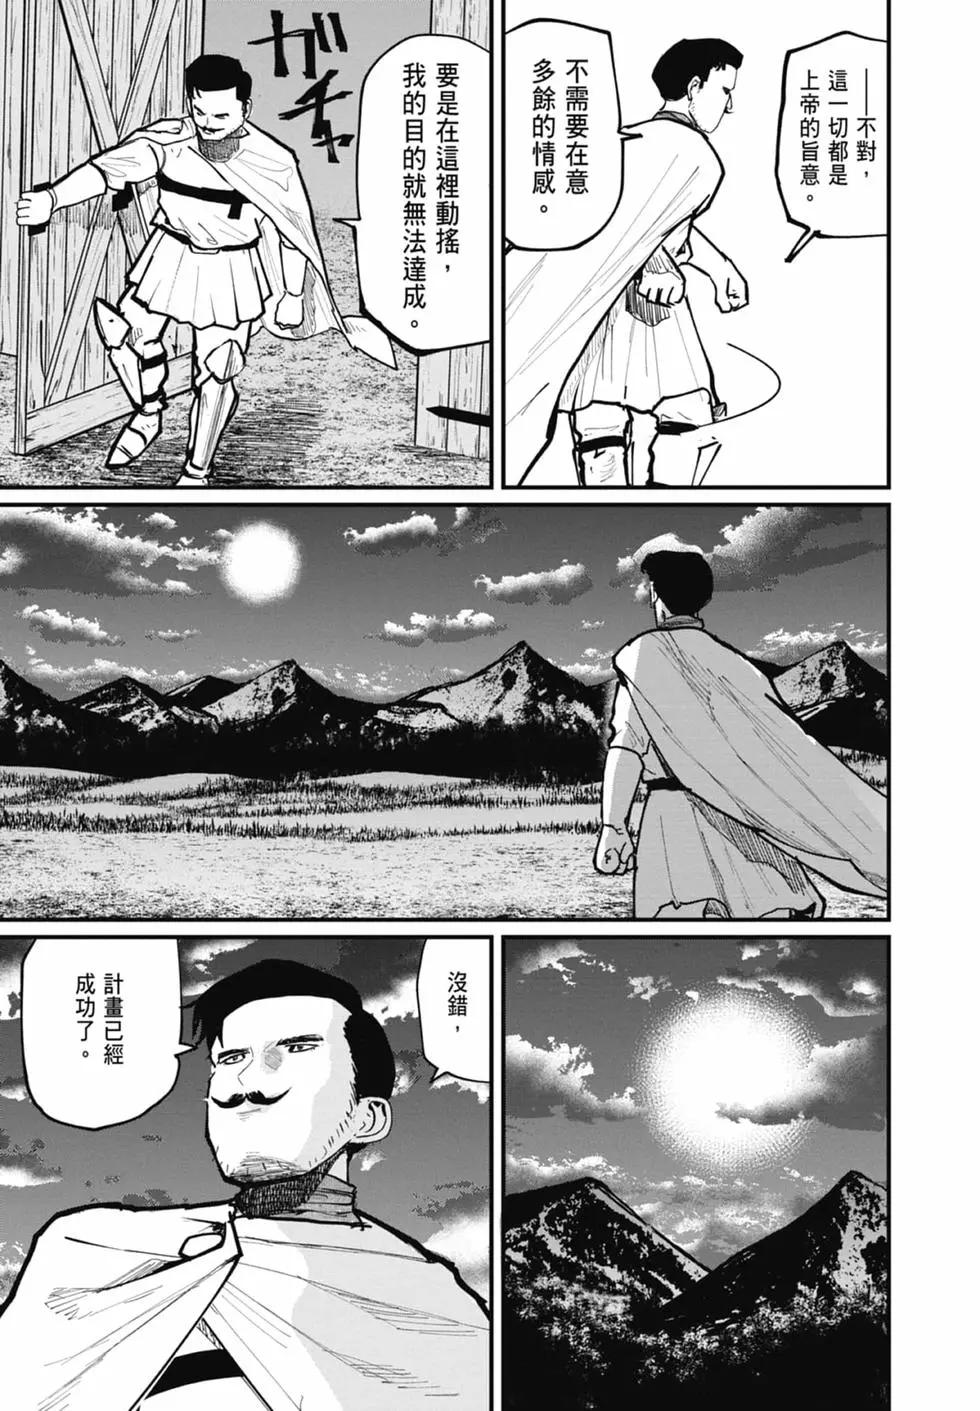 ——不對，
這一切都是
上帝的旨意。
不需要在意
多餘的情感。
要是在這裡動搖，
我的目的就無法達成。
ガチャ
沒錯，
計畫已經
成功了。